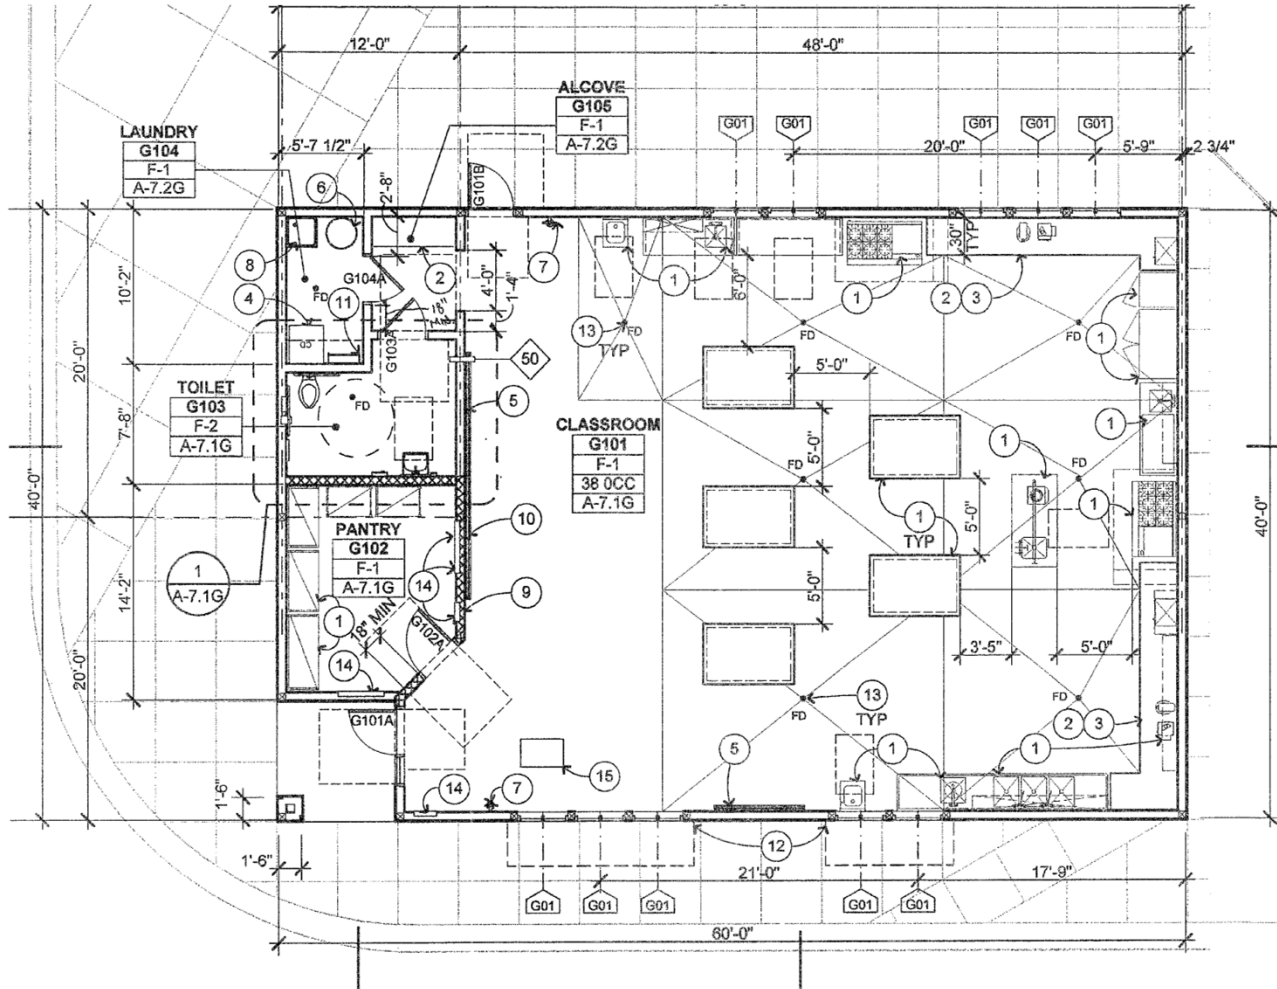 12'-0"
48'-0"
ALCOVE
G105
F-1
A-7.2G
LAUNDRY
G104
F-1
A-7.2G
5'-7 1/2"
6
2'-8"
G101B
G01
G01
G01
G01
G01
20'-0"
5'-9"
2 3/4"
7
8
4
FD
11
G104A
2
18"
MIN
4'-0"
1'-4"
G103A
50
1
6'-0"
1
30"
TYP
2
3
13
TYP
FD
FD
FD
1
10'-2"
20'-0"
7'-8"
40'-0"
TOILET
G103
F-2
A-7.1G
FD
5
5'-0"
CLASSROOM
G101
F-1
38 0CC
A-7.1G
5'-0"
FD
1
TYP
1
FD
1
1
5'-0"
40'-0"
10
PANTRY
G102
F-1
A-7.1G
14
9
1
A-7.1G
14'-2"
1
18" MIN
G102A
14
5'-0"
3'-5"
5'-0"
20'-0"
G101A
FD
13
TYP
FD
2
3
1
1
5
15
14
7
1'-6"
1'-6"
12
21'-0"
17'-9"
G01
G01
G01
G01
G01
60'-0"